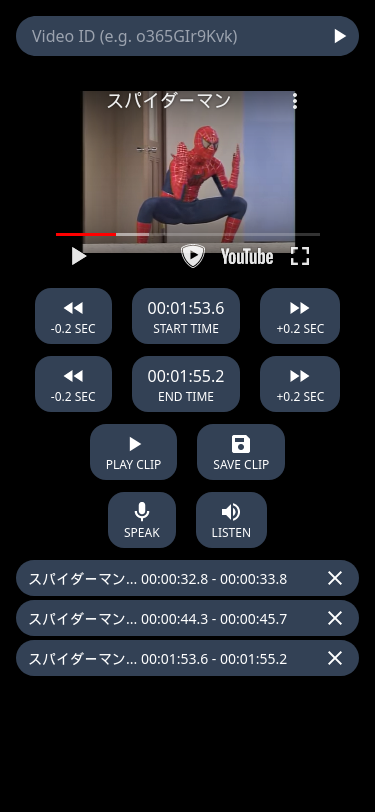 Video ID (e.g. o365GIr9Kvk)
スパイダーマン
YouTube
-0.2 SEC
00:01:53.6
START TIME
+0.2 SEC
-0.2 SEC
00:01:55.2
END TIME
+0.2 SEC
PLAY CLIP
SAVE CLIP
SPEAK
LISTEN
スパイダーマン... 00:00:32.8 - 00:00:33.8
スパイダーマン... 00:00:44.3 - 00:00:45.7
スパイダーマン... 00:01:53.6 - 00:01:55.2